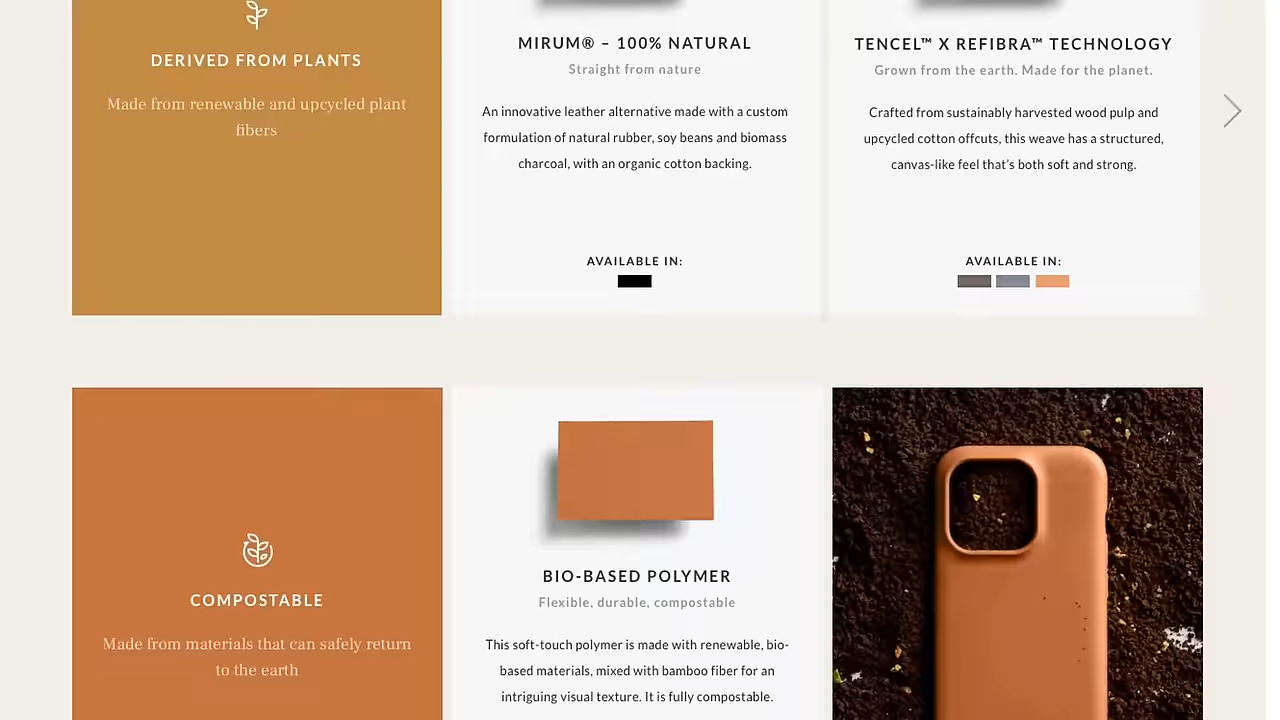 DERIVED FROM PLANTS
Made from renewable and upcycled plant
fibers
MIRUM® – 100% NATURAL
Straight from nature
An innovative leather alternative made with a custom
formulation of natural rubber, soy beans and biomass
charcoal, with an organic cotton backing.
AVAILABLE IN:
TENCEL™ X REFIBRA™ TECHNOLOGY
Grown from the earth. Made for the planet.
Crafted from sustainably harvested wood pulp and
upcycled cotton offcuts, this weave has a structured,
canvas-like feel that's both soft and strong.
AVAILABLE IN:
COMPOSTABLE
Made from materials that can safely return
to the earth
BIO-BASED POLYMER
Flexible, durable, compostable
This soft-touch polymer is made with renewable, bio-
based materials, mixed with bamboo fiber for an
intriguing visual texture. It is fully compostable.